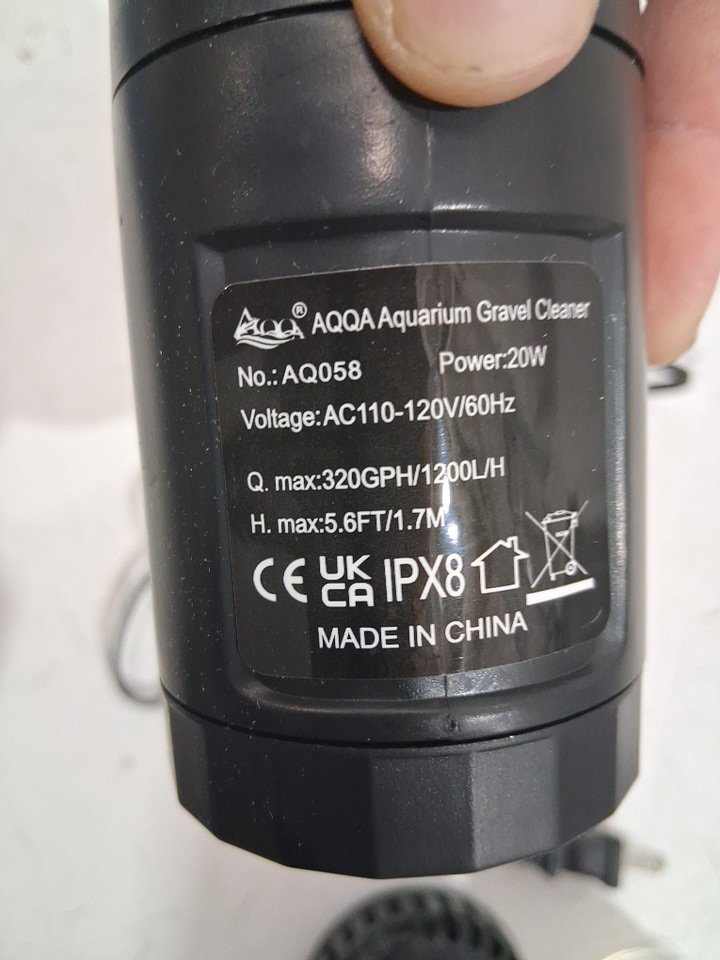 AQQA® AQQA Aquarium Gravel Cleaner
No.: AQ058 Power:20W
Voltage:AC110-120V/60Hz
Q. max:320GPH/1200L/H
H. max:5.6FT/1.7M
CE UK CA IPX8
MADE IN CHINA